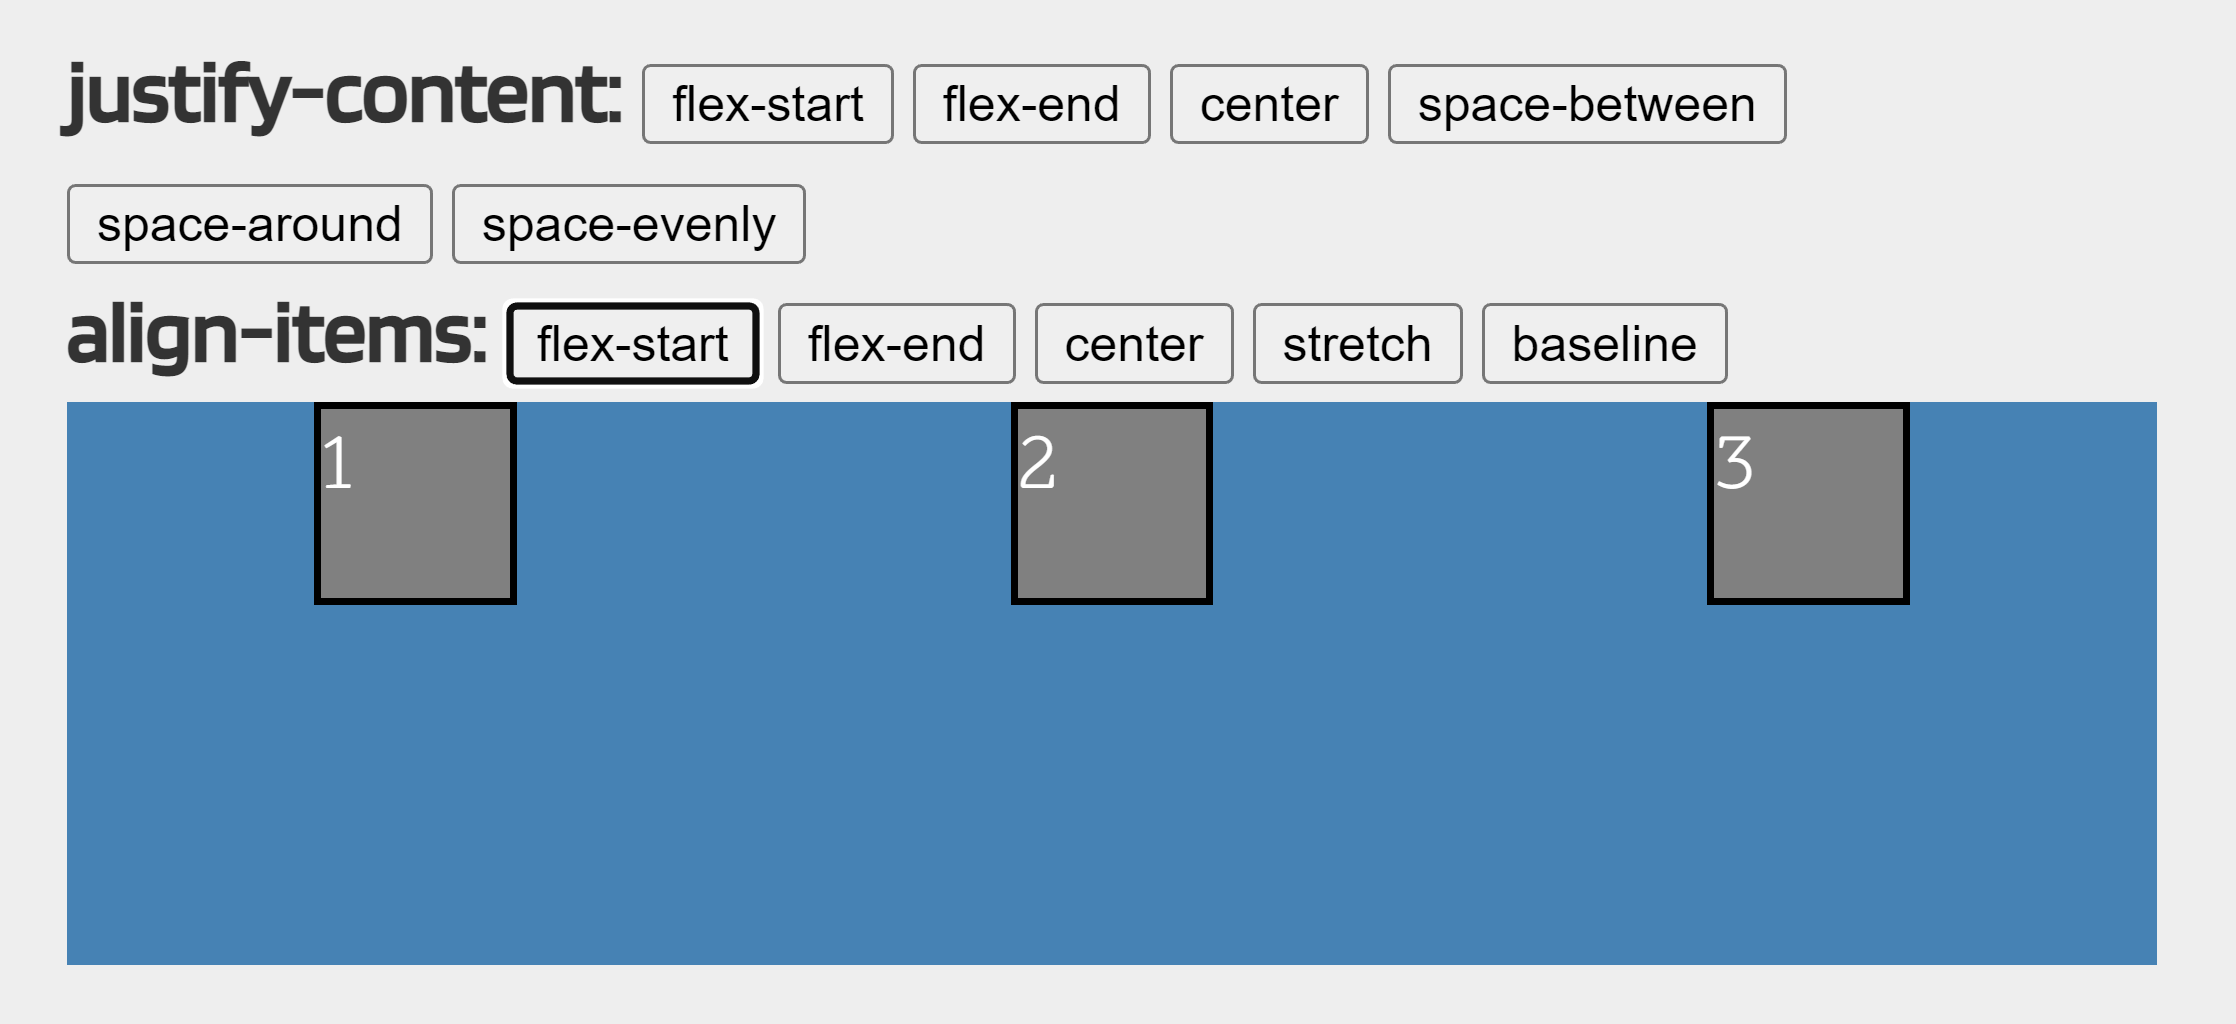 justify-content: flex-start flex-end center space-between
space-around space-evenly
align-items: flex-start flex-end center stretch baseline
1 2 3